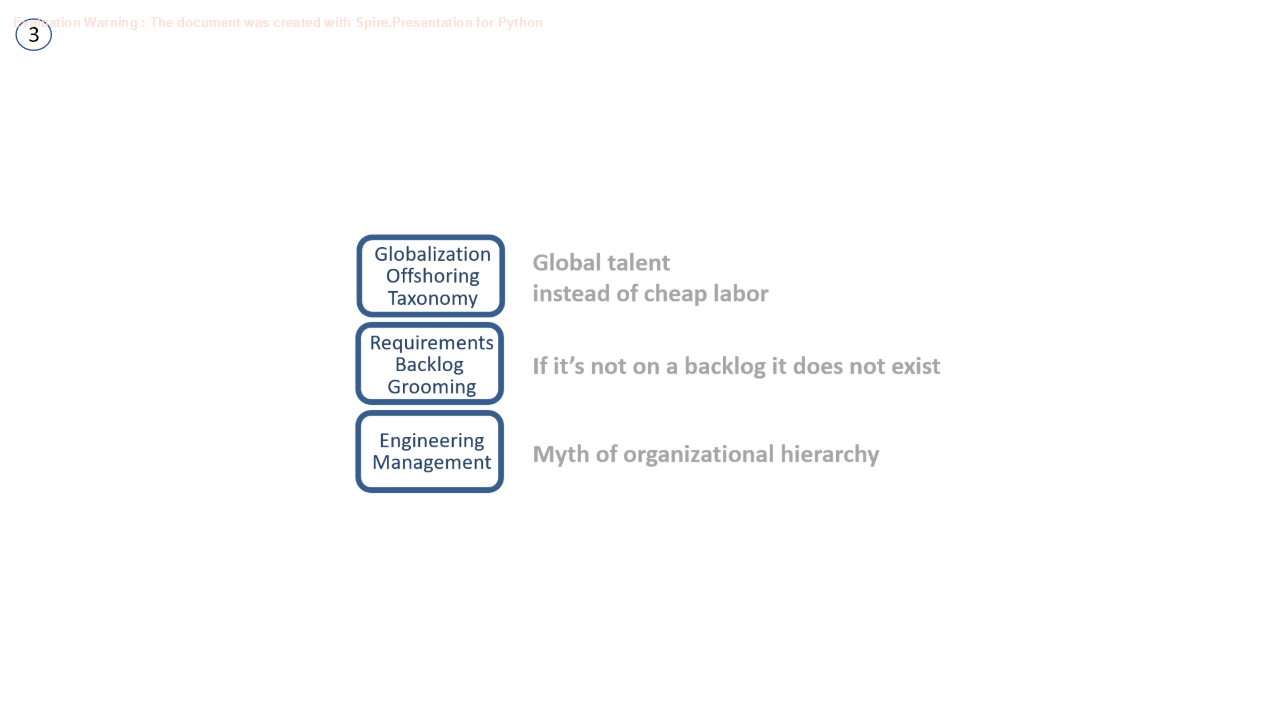 Evaluation Warning : The document was created with Spire.Presentation for Python
3
Globalization
Offshoring
Taxonomy
Global talent
instead of cheap labor
Requirements
Backlog
Grooming
If it’s not on a backlog it does not exist
Engineering
Management
Myth of organizational hierarchy